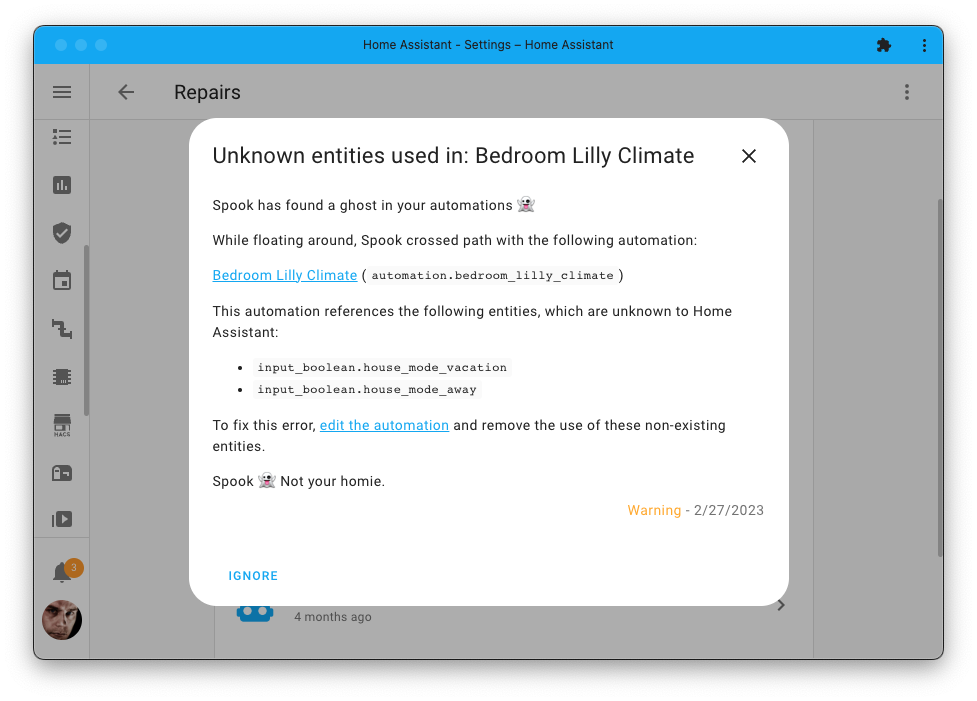 Home Assistant - Settings – Home Assistant
Repairs
Unknown entities used in: Bedroom Lilly Climate
Spook has found a ghost in your automations 👻
While floating around, Spook crossed path with the following automation:
Bedroom Lilly Climate ( automation.bedroom_lilly_climate )
This automation references the following entities, which are unknown to Home
Assistant:
• input_boolean.house_mode_vacation
• input_boolean.house_mode_away
To fix this error, edit the automation and remove the use of these non-existing
entities.
Spook 👻 Not your homie.
Warning - 2/27/2023
IGNORE
4 months ago
HACS
3